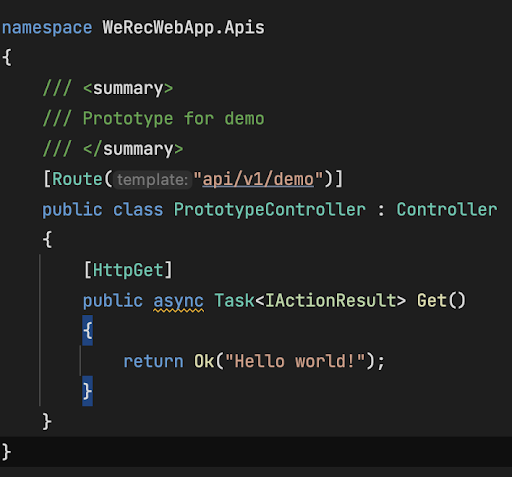 namespace WeRecWebApp.Apis
{
    /// <summary>
    /// Prototype for demo
    /// </summary>
    [Route(template:"api/v1/demo")]
    public class PrototypeController : Controller
    {
        [HttpGet]
        public async Task<IActionResult> Get()
        {
            return Ok("Hello world!");
        }
    }
}